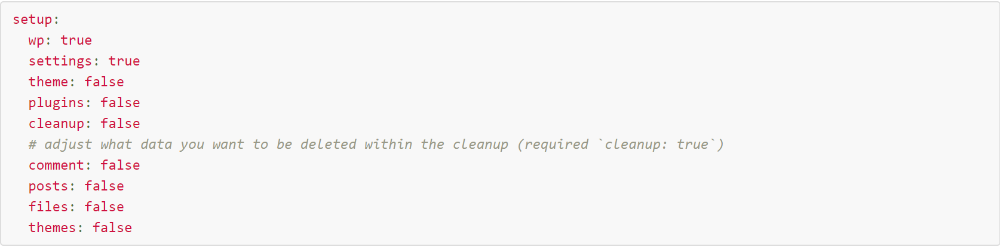 setup:
  wp: true
  settings: true
  theme: false
  plugins: false
  cleanup: false
  # adjust what data you want to be deleted within the cleanup (required `cleanup: true`)
  comment: false
  posts: false
  files: false
  themes: false